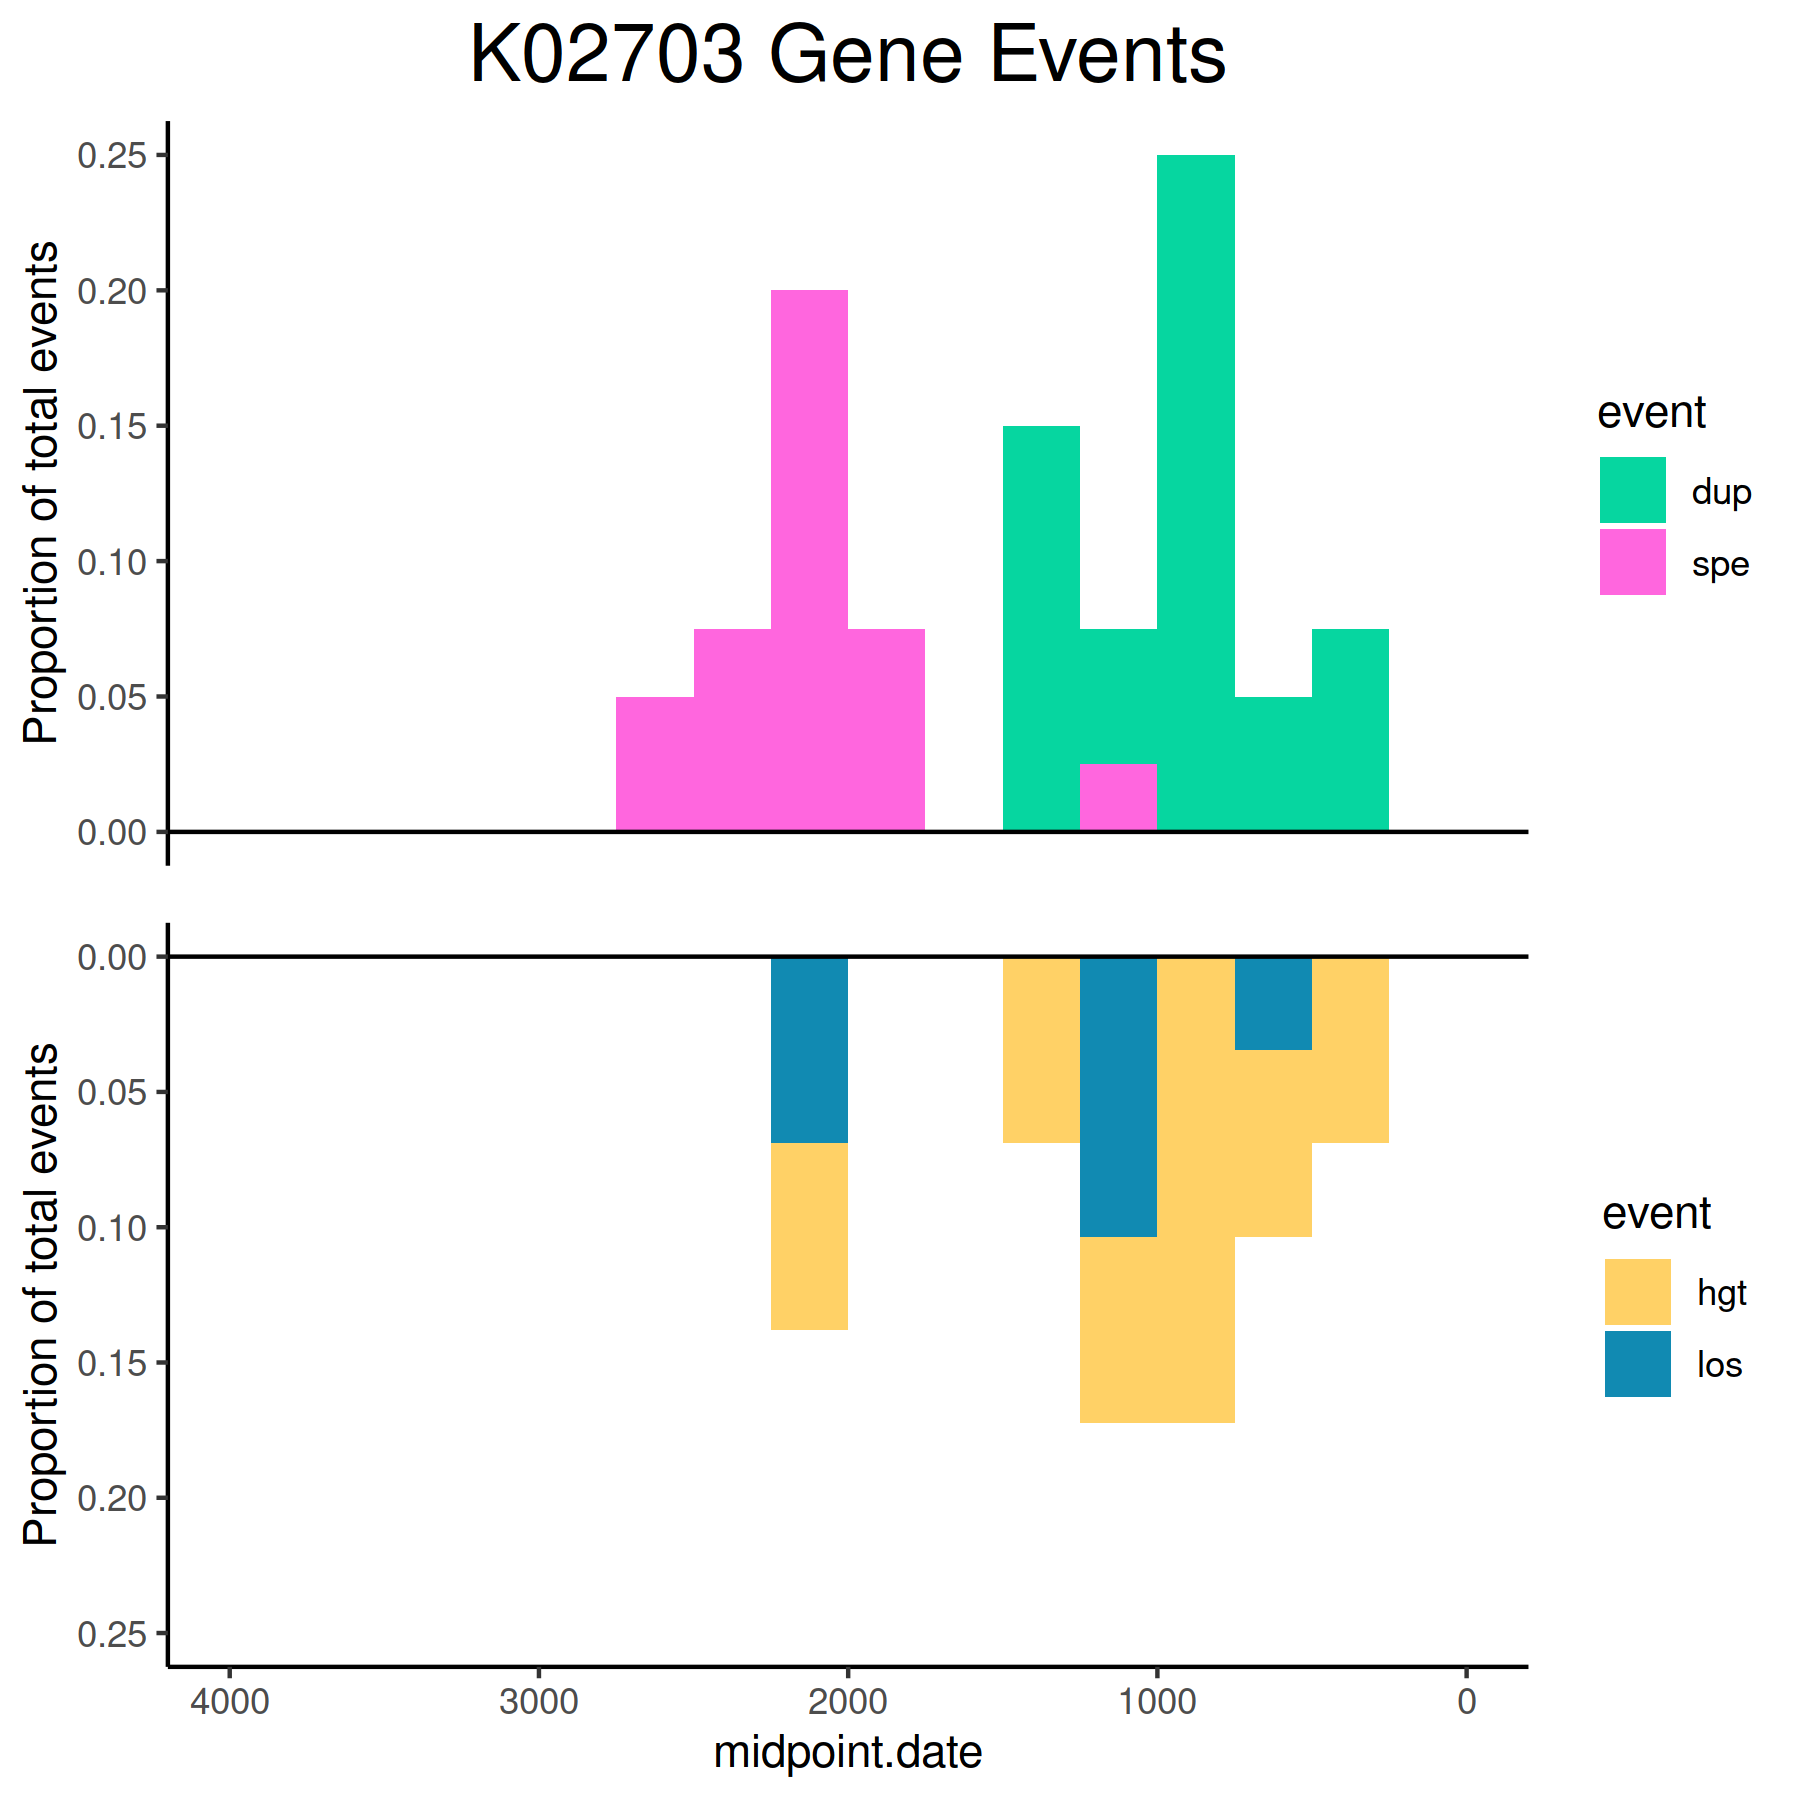 K02703 Gene Events
Proportion of total events
0.25
0.20
0.15
0.10
0.05
0.00
event
dup
spe
Proportion of total events
0.00
0.05
0.10
0.15
0.20
0.25
event
hgt
los
4000 3000 2000 1000 0
midpoint.date